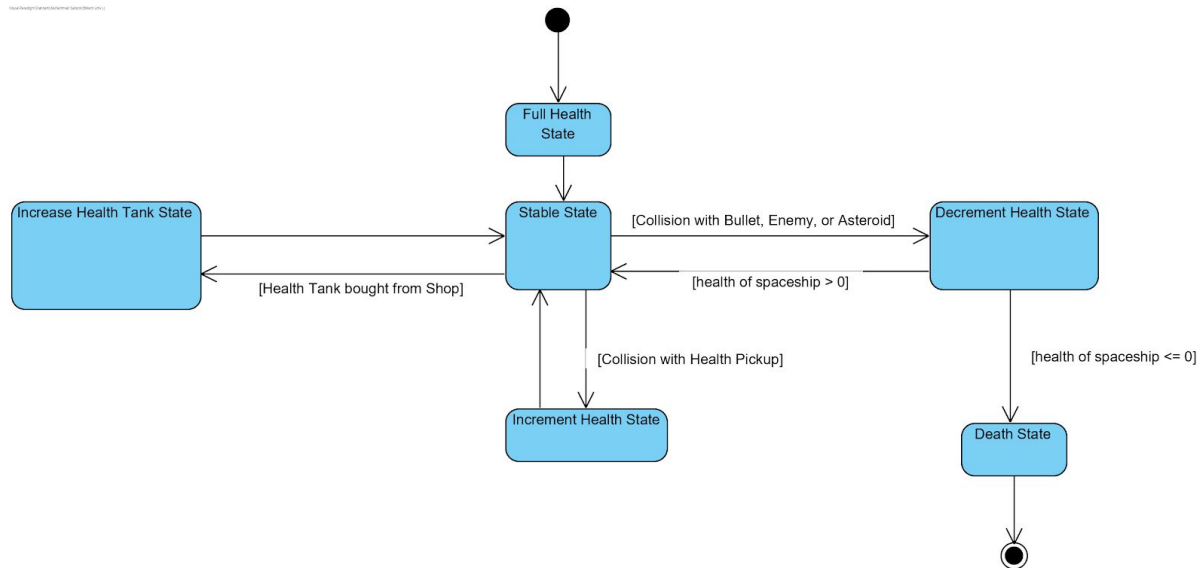 Full Health
State
Increase Health Tank State
Stable State
[Collision with Bullet, Enemy, or Asteroid]
Decrement Health State
[Health Tank bought from Shop]
[health of spaceship > 0]
[Collision with Health Pickup]
[health of spaceship <= 0]
Increment Health State
Death State